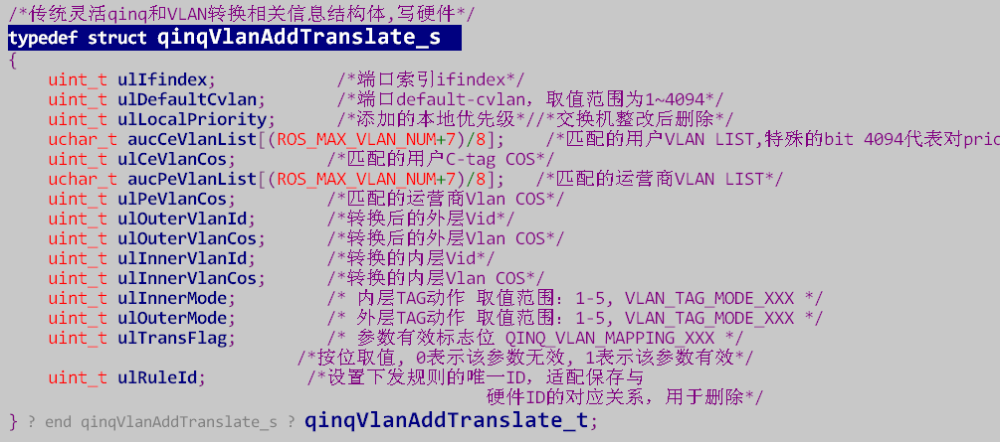 /*传统灵活qinq和VLAN转换相关信息结构体,写硬件*/
typedef struct qinqVlanAddTranslate_s
{
uint_t ulIfindex; /*端口索引ifindex*/
uint_t ulDefaultCvlan; /*端口default-cvlan，取值范围为1~4094*/
uint_t ulLocalPriority; /*添加的本地优先级*//*交换机整改后删除*/
uchar_t aucCeVlanList[(ROS_MAX_VLAN_NUM+7)/8]; /*匹配的用户VLAN LIST,特殊的bit 4094代表对pric
uint_t ulCeVlanCos; /*匹配的用户C-tag COS*/
uchar_t aucPeVlanList[(ROS_MAX_VLAN_NUM+7)/8]; /*匹配的运营商VLAN LIST*/
uint_t ulPeVlanCos; /*匹配的运营商Vlan COS*/
uint_t ulOuterVlanId; /*转换后的外层Vid*/
uint_t ulOuterVlanCos; /*转换后的外层Vlan COS*/
uint_t ulInnerVlanId; /*转换的内层Vid*/
uint_t ulInnerVlanCos; /*转换的内层Vlan COS*/
uint_t ulInnerMode; /* 内层TAG动作 取值范围：1-5, VLAN_TAG_MODE_XXX */
uint_t ulOuterMode; /* 外层TAG动作 取值范围：1-5, VLAN_TAG_MODE_XXX */
uint_t ulTransFlag; /* 参数有效标志位 QINQ_VLAN_MAPPING_XXX */
/*按位取值, 0表示该参数无效, 1表示该参数有效*/
uint_t ulRuleId; /*设置下发规则的唯一ID，适配保存与
硬件ID的对应关系，用于删除*/
} ? end qinqVlanAddTranslate_s ? qinqVlanAddTranslate_t;